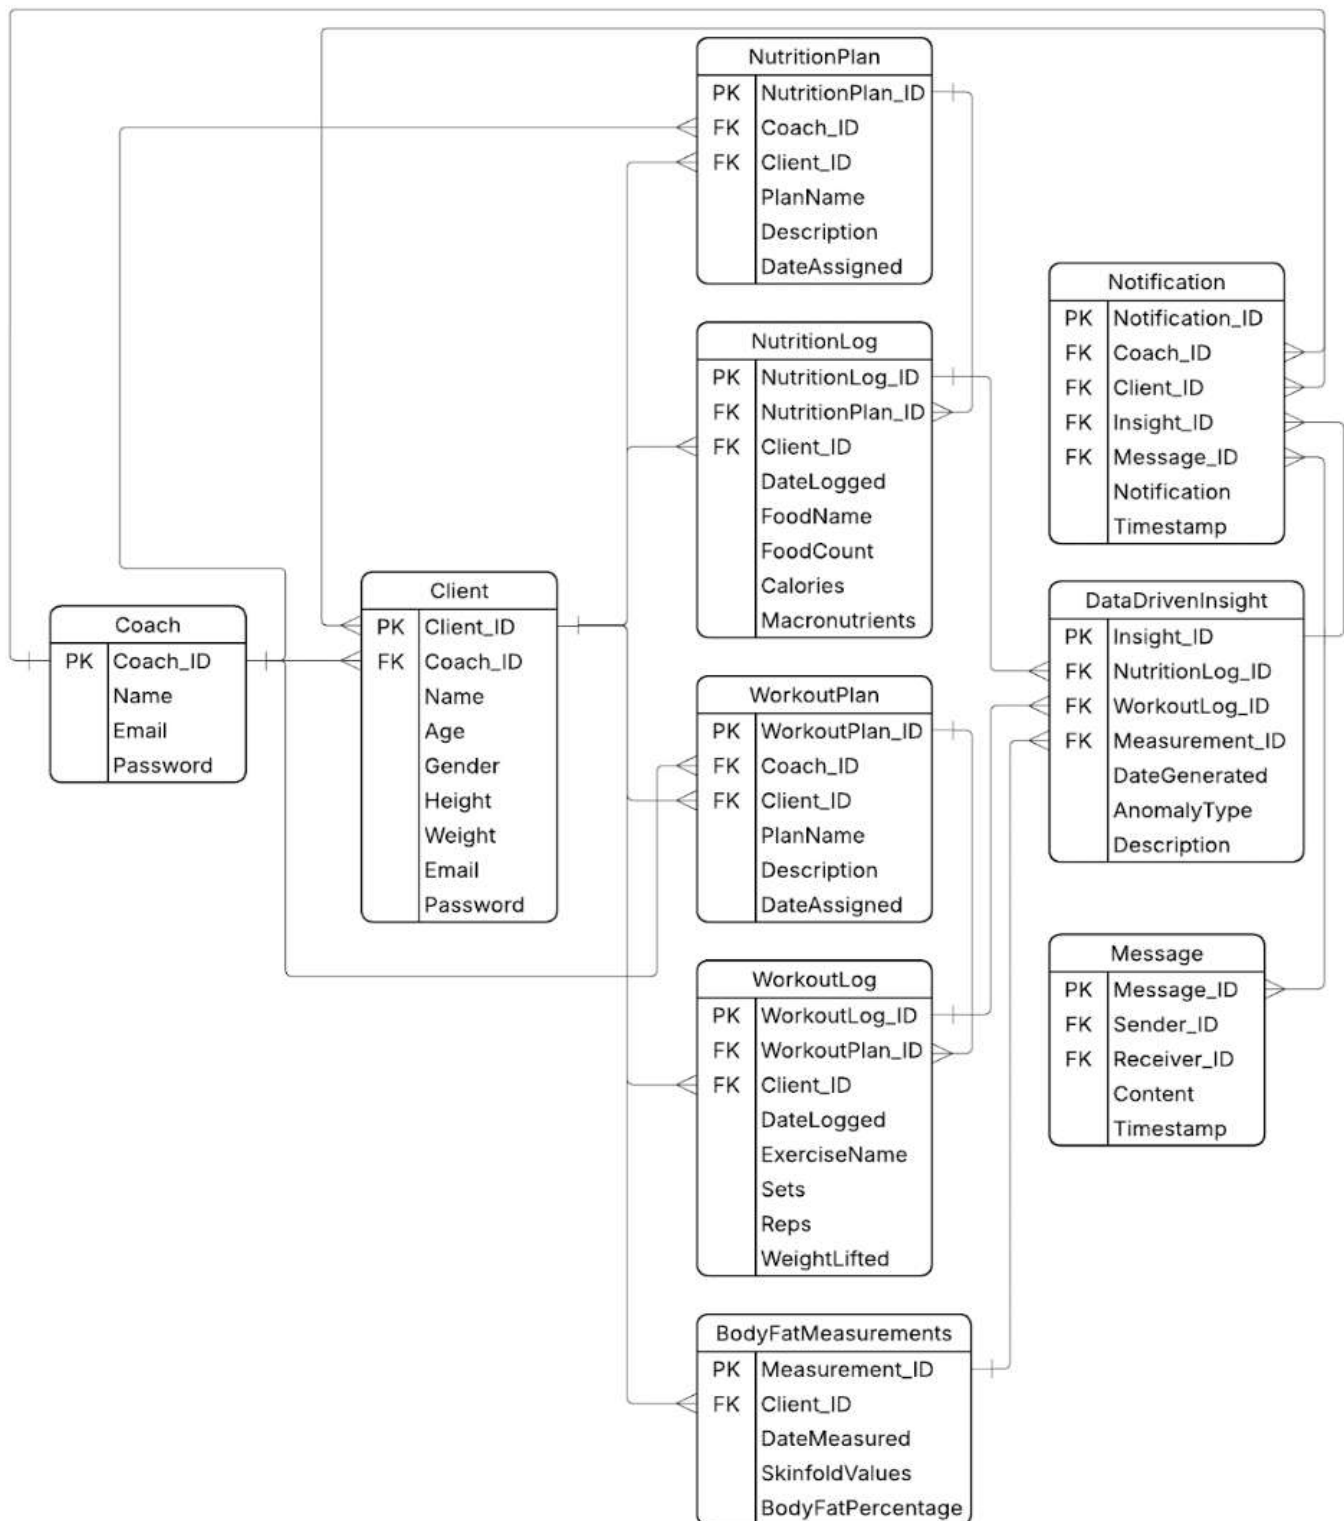 NutritionPlan
PK NutritionPlan_ID
FK Coach_ID
FK Client_ID
PlanName
Description
DateAssigned
Notification
PK Notification_ID
FK Coach_ID
FK Client_ID
FK Insight_ID
FK Message_ID
Notification
Timestamp
NutritionLog
PK NutritionLog_ID
FK NutritionPlan_ID
FK Client_ID
DateLogged
FoodName
FoodCount
Calories
Macronutrients
Coach
PK Coach_ID
Name
Email
Password
Client
PK Client_ID
FK Coach_ID
Name
Age
Gender
Height
Weight
Email
Password
DataDrivenInsight
PK Insight_ID
FK NutritionLog_ID
FK WorkoutLog_ID
FK Measurement_ID
DateGenerated
AnomalyType
Description
WorkoutPlan
PK WorkoutPlan_ID
FK Coach_ID
FK Client_ID
PlanName
Description
DateAssigned
Message
PK Message_ID
FK Sender_ID
FK Receiver_ID
Content
Timestamp
WorkoutLog
PK WorkoutLog_ID
FK WorkoutPlan_ID
FK Client_ID
DateLogged
ExerciseName
Sets
Reps
WeightLifted
BodyFatMeasurements
PK Measurement_ID
FK Client_ID
DateMeasured
SkinfoldValues
BodyFatPercentage